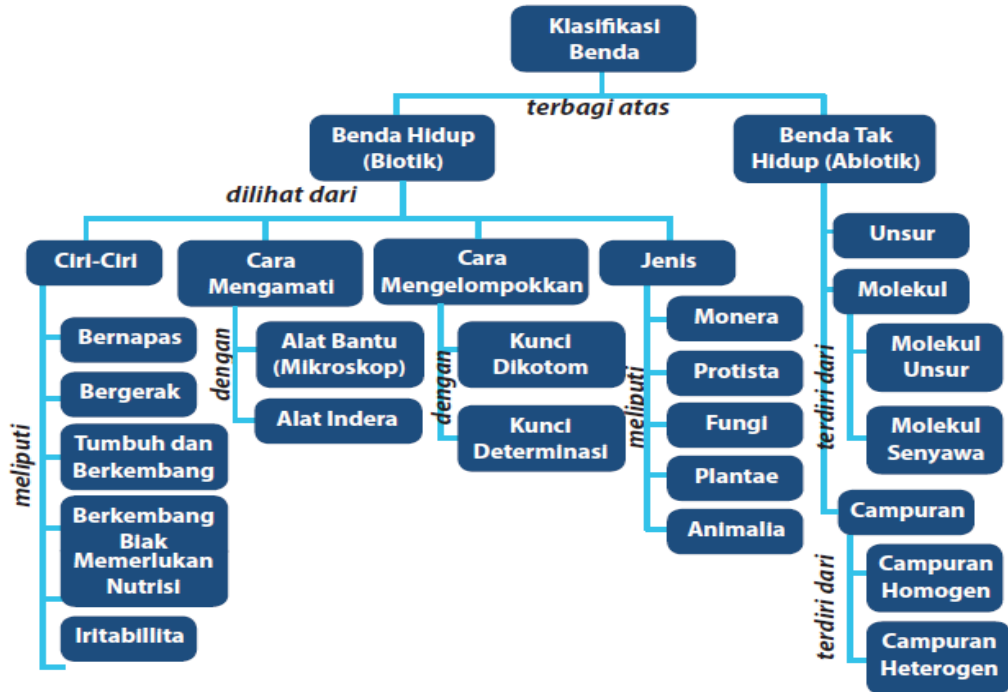 Klasifikasi
Benda
terbagi atas
Benda Hidup
(Biotik)
Benda Tak
Hidup (Abiotik)
dilihat dari
Ciri-Ciri
Cara
Mengamati
Cara
Mengelompokkan
Jenis
meliputi
Bernapas
Bergerak
Tumbuh dan
Berkembang
Berkembang
Biak
Memerlukan
Nutrisi
Iritabillita
dengan
Alat Bantu
(Mikroskop)
Alat Indera
dengan
Kunci
Dikotom
Kunci
Determinasi
meliputi
Monera
Protista
Fungi
Plantae
Animalia
terdiri dari
Unsur
Molekul
Molekul
Unsur
Molekul
Senyawa
Campuran
terdiri dari
Campuran
Homogen
Campuran
Heterogen